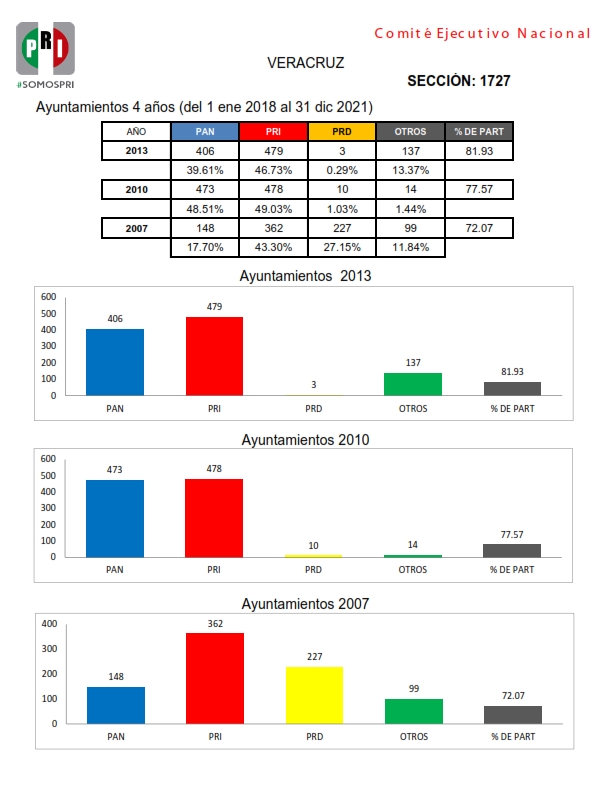 Comité Ejecutivo Nacional
PRI
#SOMOSPRI
VERACRUZ
SECCIÓN: 1727
Ayuntamientos 4 años (del 1 ene 2018 al 31 dic 2021)
AÑO PAN PRI PRD OTROS % DE PART
2013 406 479 3 137 81.93
39.61% 46.73% 0.29% 13.37%
2010 473 478 10 14 77.57
48.51% 49.03% 1.03% 1.44%
2007 148 362 227 99 72.07
17.70% 43.30% 27.15% 11.84%
Ayuntamientos 2013
600
500
400
300
200
100
0
406 479 3 137 81.93
PAN PRI PRD OTROS % DE PART
Ayuntamientos 2010
600
500
400
300
200
100
0
473 478 10 14 77.57
PAN PRI PRD OTROS % DE PART
Ayuntamientos 2007
400
300
200
100
0
148 362 227 99 72.07
PAN PRI PRD OTROS % DE PART